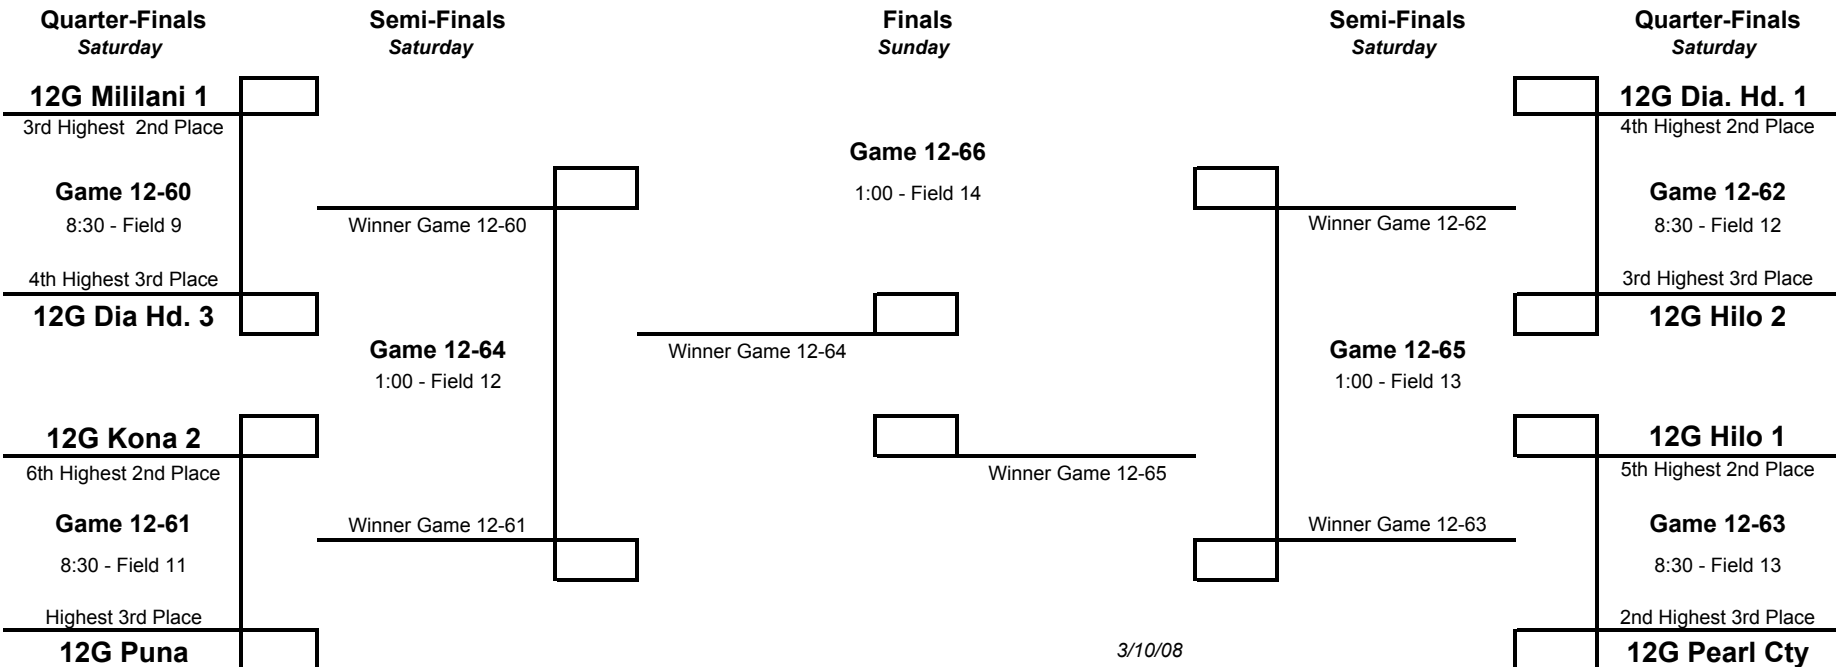 Quarter-Finals
Saturday
Semi-Finals
Saturday
Finals
Sunday
Semi-Finals
Saturday
Quarter-Finals
Saturday
12G Mililani 1
3rd Highest  2nd Place
Game 12-60
8:30 - Field 9
4th Highest 3rd Place
12G Dia Hd. 3
12G Kona 2
6th Highest 2nd Place
Game 12-61
8:30 - Field 11
Highest 3rd Place
12G Puna
Winner Game 12-60
Game 12-64
1:00 - Field 12
Winner Game 12-61
Game 12-66
1:00 - Field 14
Winner Game 12-64
Winner Game 12-65
3/10/08
Winner Game 12-62
Game 12-65
1:00 - Field 13
Winner Game 12-63
12G Dia. Hd. 1
4th Highest 2nd Place
Game 12-62
8:30 - Field 12
3rd Highest 3rd Place
12G Hilo 2
12G Hilo 1
5th Highest 2nd Place
Game 12-63
8:30 - Field 13
2nd Highest 3rd Place
12G Pearl Cty